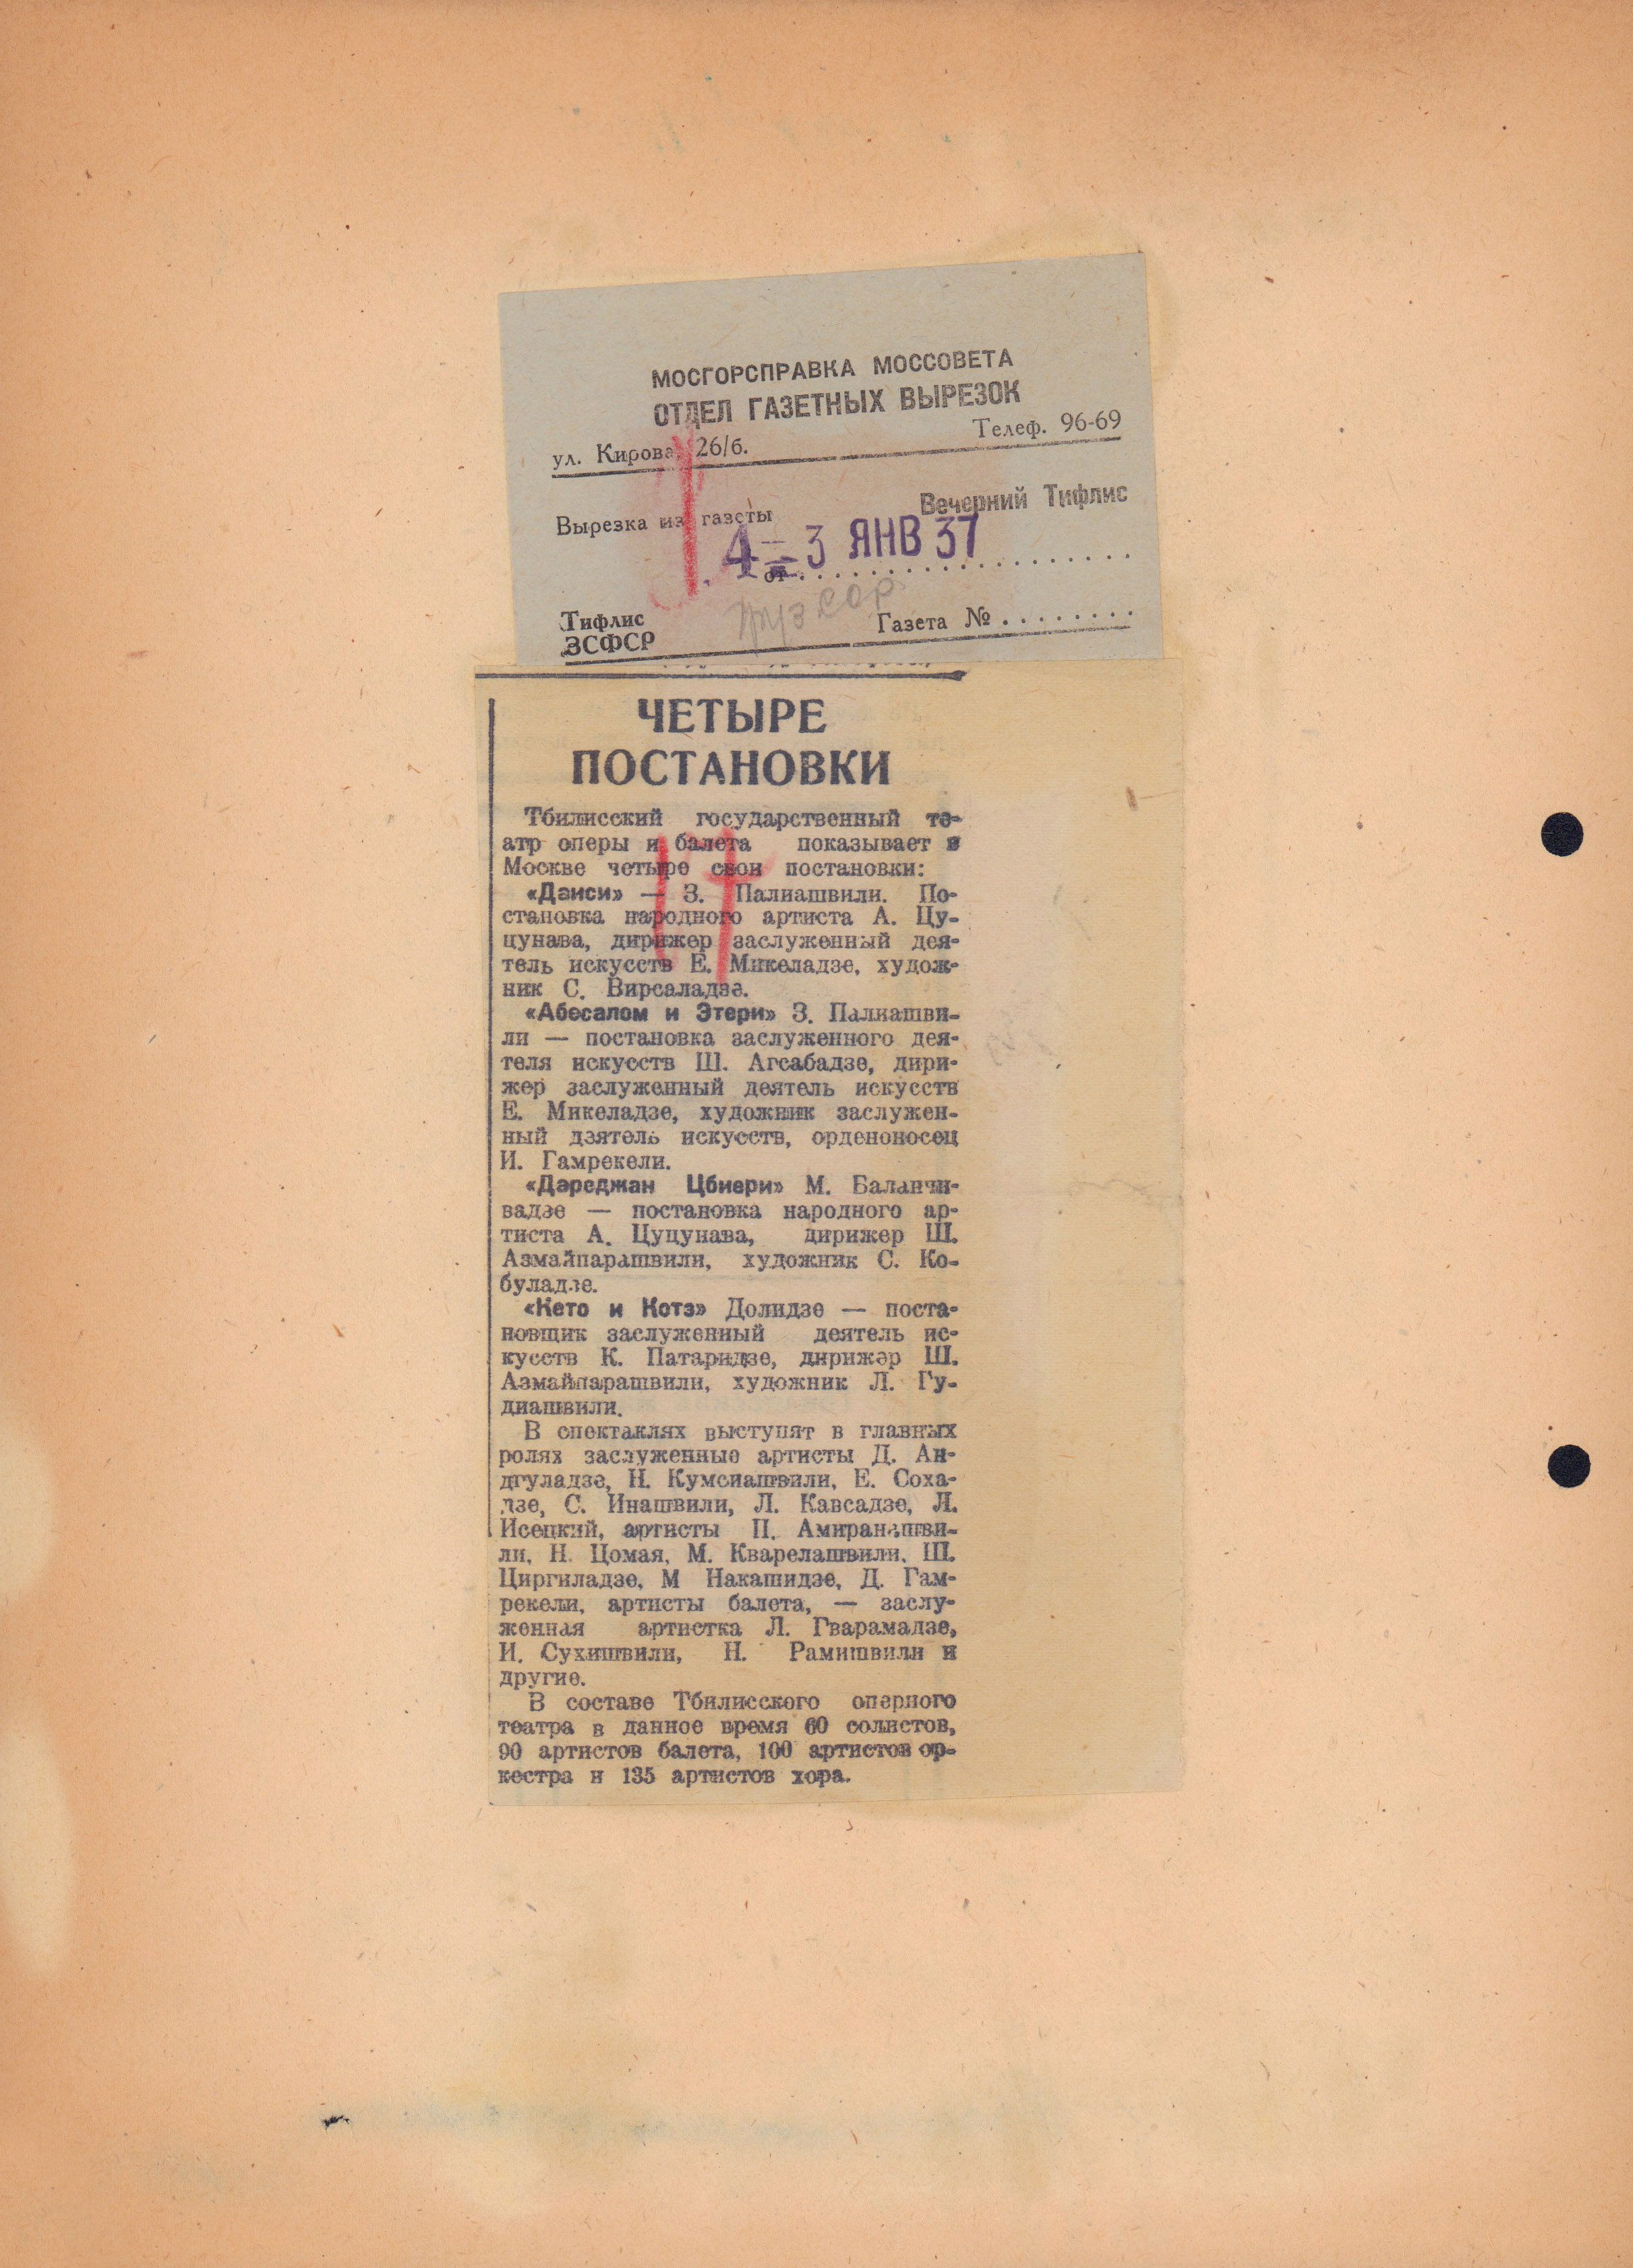 МОСГОРСПРАВКА МОССОВЕТА
ОТДЕЛ ГАЗЕТНЫХ ВЫРЕЗОК
ул. Кирова, 26/б. Телеф. 96-69
Вырезка из газеты Вечерний Тифлис
4 - 3 ЯНВ 37
от . . . . . . . . . . . . . . . . . . .
Тифлис
ЗСФСР Газета № . . . . . . . .
ЧЕТЫРЕ
ПОСТАНОВКИ
Тбилисский государственный те-
атр оперы и балета показывает в
Москве четыре свои постановки:
«Даиси» — З. Палиашвили. По-
становка народного артиста А. Цу-
цунава, дирижер заслуженный дея-
тель искусств Е. Микеладзе, худож-
ник С. Вирсаладзе.
«Абесалом и Этери» З. Палиашви-
ли — постановка заслуженного дея-
теля искусств Ш. Агсабадзе, дири-
жер заслуженный деятель искусств
Е. Микеладзе, художник заслужен-
ный дэятель искусств, орденоносец
И. Гамрекели.
«Дареджан Цбиери» М. Баланчи-
вадзе — постановка народного ар-
тиста А. Цуцунава, дирижер Ш.
Азмайпарашвили, художник С. Ко-
буладзе.
«Кето и Котэ» Долидзе — поста-
новщик заслуженный деятель ис-
кусств К. Патаридзе, дирижер Ш.
Азмайпарашвили, художник Л. Гу-
диашвили.
В спектаклях выступят в главных
ролях заслуженные артисты Д. Ан-
дгуладзе, Н. Кумсиашвили, Е. Соха-
дзе, С. Инашвили, Л. Кавсадзе, Л.
Исецкий, артисты П. Амиранашви-
ли, Н. Цомая, М. Кварелашвили, Ш.
Циргиладзе, М Накашидзе, Д. Гам-
рекели, артисты балета, — заслу-
женная артистка Л. Гварамадзе,
И. Сухишвили, Н. Рамишвили и
другие.
В составе Тбилисского оперного
театра в данное время 60 солистов,
90 артистов балета, 100 артистов ор-
кестра и 135 артистов хора.
17